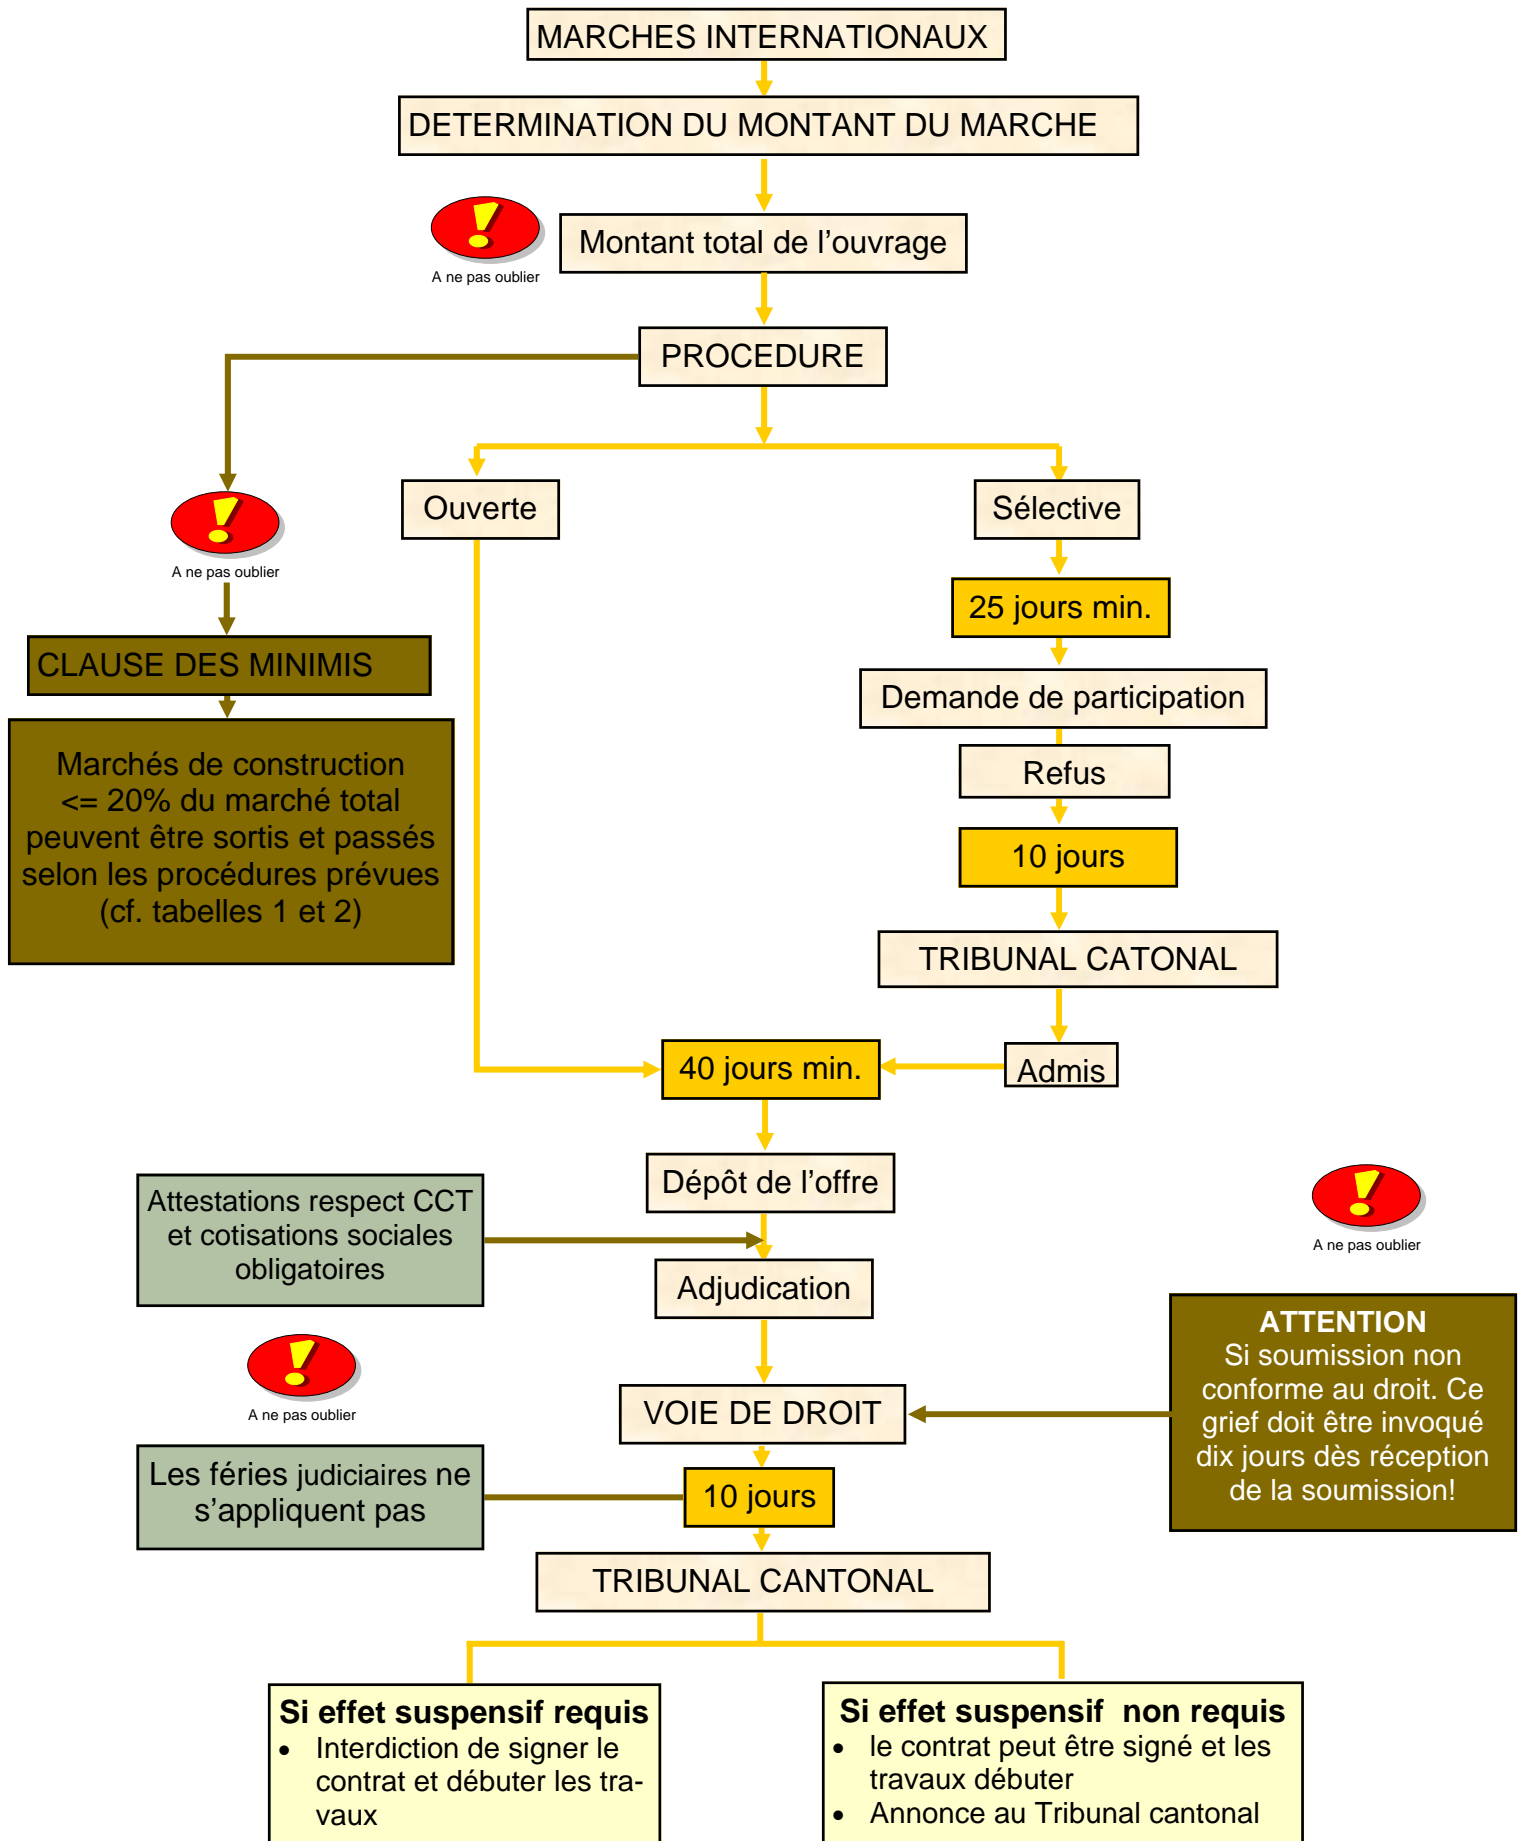 MARCHES INTERNATIONAUX
DETERMINATION DU MONTANT DU MARCHE
A ne pas oublier
Montant total de l’ouvrage
PROCEDURE
Ouverte
Sélective
A ne pas oublier
25 jours min.
CLAUSE DES MINIMIS
Demande de participation
Marchés de construction
<= 20% du marché total
peuvent être sortis et passés
selon les procédures prévues
(cf. tabelles 1 et 2)
Refus
10 jours
TRIBUNAL CATONAL
40 jours min.
Admis
Dépôt de l’offre
Attestations respect CCT
et cotisations sociales
obligatoires
A ne pas oublier
Adjudication
A ne pas oublier
ATTENTION
Si soumission non
conforme au droit. Ce
grief doit être invoqué
dix jours dès réception
de la soumission!
VOIE DE DROIT
Les féries judiciaires ne
s’appliquent pas
10 jours
TRIBUNAL CANTONAL
Si effet suspensif requis
• Interdiction de signer le
contrat et débuter les tra-
vaux
Si effet suspensif  non requis
• le contrat peut être signé et les
travaux débuter
• Annonce au Tribunal cantonal